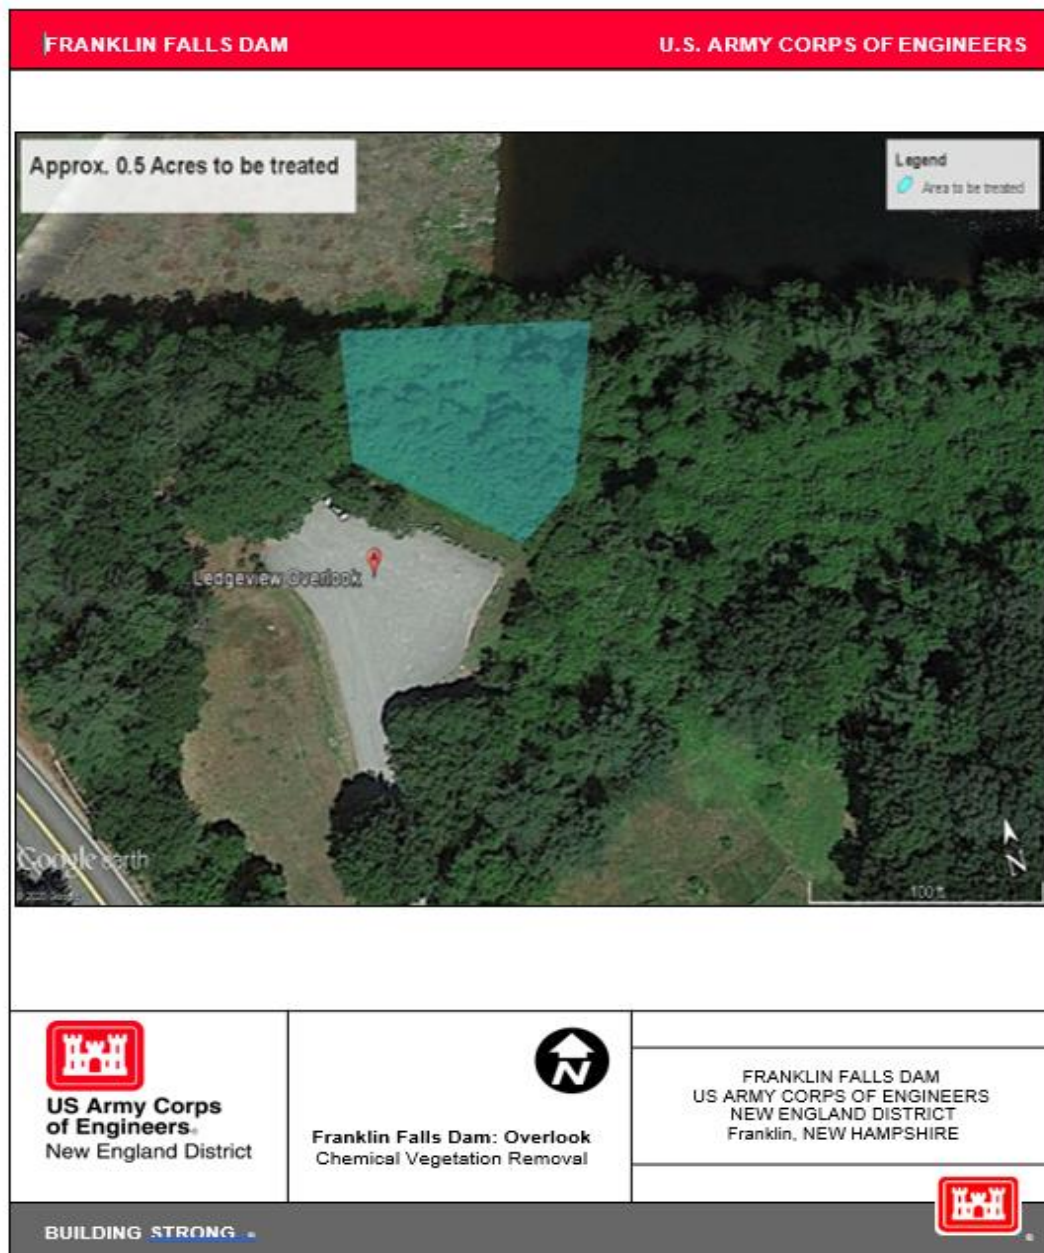 FRANKLIN FALLS DAM
U.S. ARMY CORPS OF ENGINEERS
Approx. 0.5 Acres to be treated
Legend
Area to be treated
A
Ledgeview Overlook
Google earth
N
100 ft
US Army Corps
of Engineers®
New England District
N
Franklin Falls Dam: Overlook
Chemical Vegetation Removal
FRANKLIN FALLS DAM
US ARMY CORPS OF ENGINEERS
NEW ENGLAND DISTRICT
Franklin, NEW HAMPSHIRE
BUILDING STRONG ®